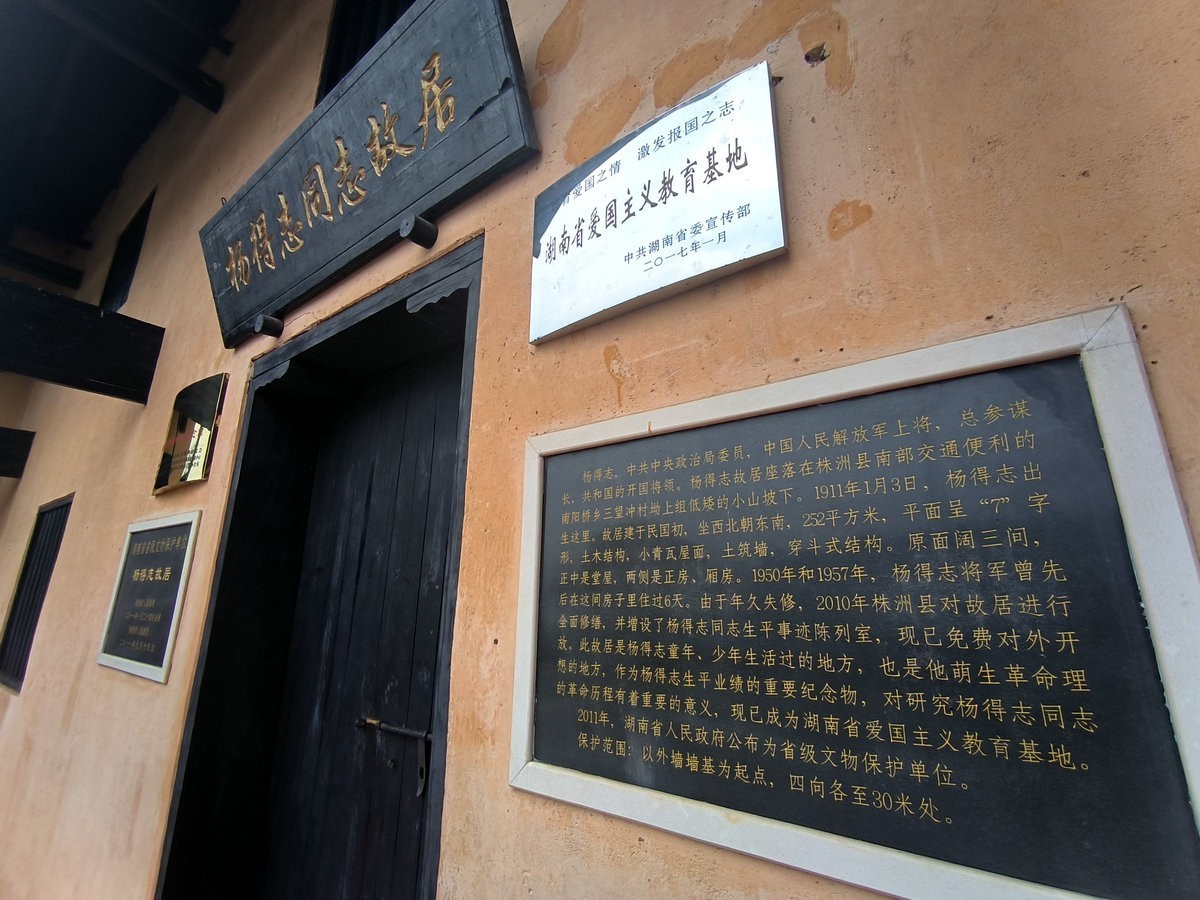 杨得志同志故居
爱国之情 激发报国之志
湖南省爱国主义教育基地
中共湖南省委宣传部
二〇一七年一月
湖南省省级文物保护单位
杨得志故居
杨得志,中共中央政治局委员,中国人民解放军上将,总参谋
长,共和国的开国将领。杨得志故居座落在株洲县南部交通便利的
南阳桥乡三望冲村坳上组低矮的小山坡下。1911年1月3日,杨得志出
生这里。故居建于民国初,坐西北朝东南,252平方米,平面呈“7”字
形,土木结构,小青瓦屋面,土筑墙,穿斗式结构。原面阔三间,
正中是堂屋,两侧是正房、厢房。1950年和1957年,杨得志将军曾先
后在这间房子里住过6天。由于年久失修,2010年株洲县对故居进行
全面修缮,并增设了杨得志同志生平事迹陈列室,现已免费对外开
放。此故居是杨得志童年、少年生活过的地方,也是他萌生革命理
想的地方,作为杨得志生平业绩的重要纪念物,对研究杨得志同志
的革命历程有着重要的意义,现已成为湖南省爱国主义教育基地。
2011年,湖南省人民政府公布为省级文物保护单位。
保护范围:以外墙墙基为起点,四向各至30米处。